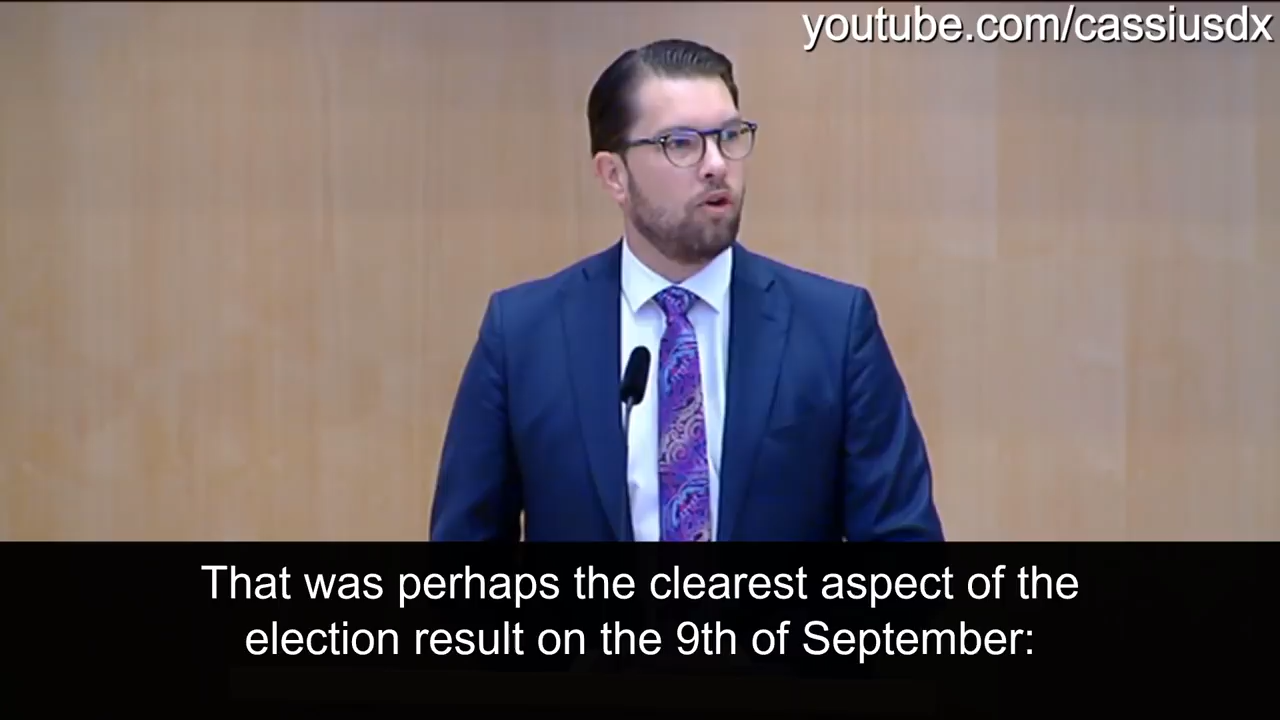 youtube.com/cassiusdx
That was perhaps the clearest aspect of the
election result on the 9th of September: